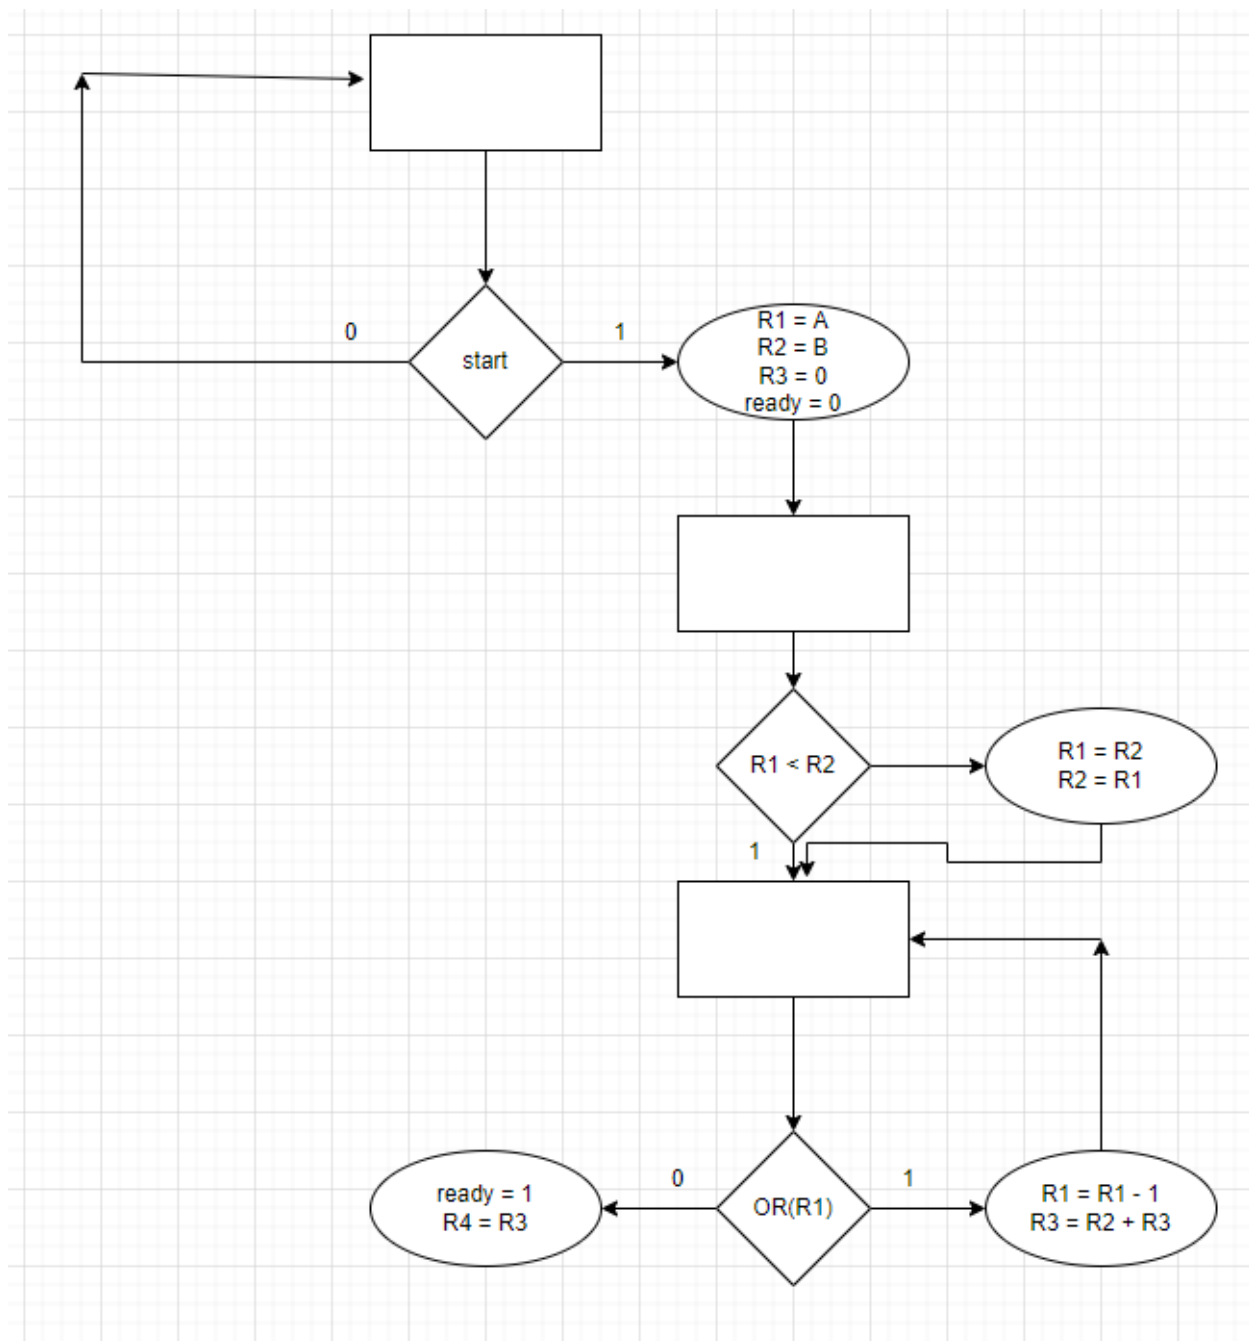 0
1
start
R1 = A
R2 = B
R3 = 0
ready = 0
R1 < R2
R1 = R2
R2 = R1
1
0
1
ready = 1
R4 = R3
OR(R1)
R1 = R1 - 1
R3 = R2 + R3